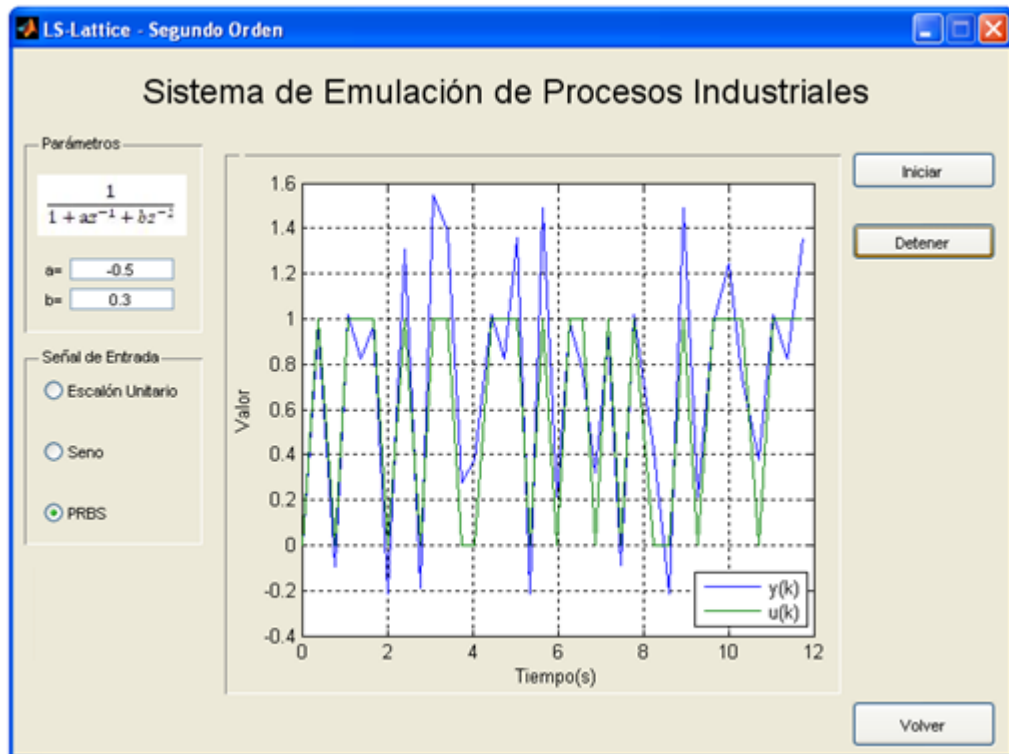 LS-Lattice - Segundo Orden
Sistema de Emulación de Procesos Industriales
Parámetros
1
1 + az⁻¹ + bz⁻²
a= -0.5
b= 0.3
Señal de Entrada
Escalón Unitario
Seno
PRBS
Valor
1.6
1.4
1.2
1
0.8
0.6
0.4
0.2
0
-0.2
-0.4
0 2 4 6 8 10 12
Tiempo(s)
y(k)
u(k)
Iniciar
Detener
Volver